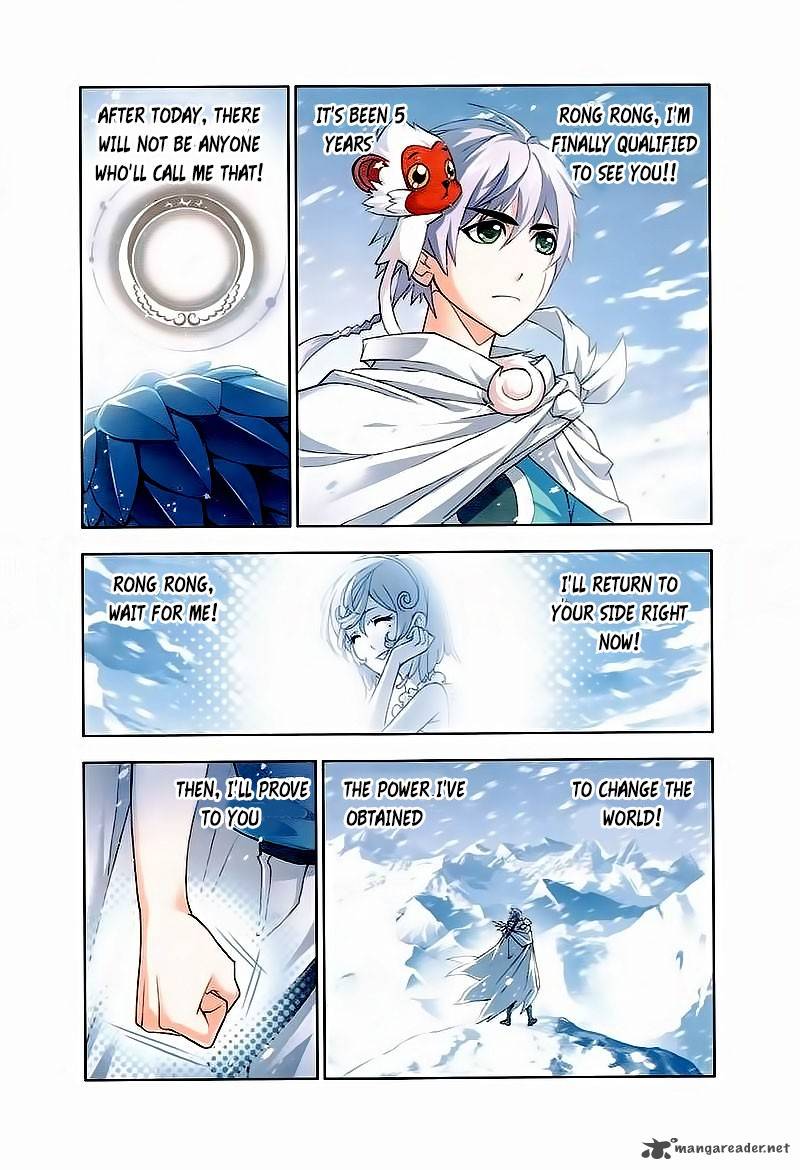 AFTER TODAY, THERE
WILL NOT BE ANYONE
WHO'LL CALL ME THAT!
IT'S BEEN 5
YEARS
RONG RONG, I'M
FINALLY QUALIFIED
TO SEE YOU!!
RONG RONG,
WAIT FOR ME!
I'LL RETURN TO
YOUR SIDE RIGHT
NOW!
THEN, I'LL PROVE
TO YOU
THE POWER I'VE
OBTAINED
TO CHANGE THE
WORLD!
mangareader.net